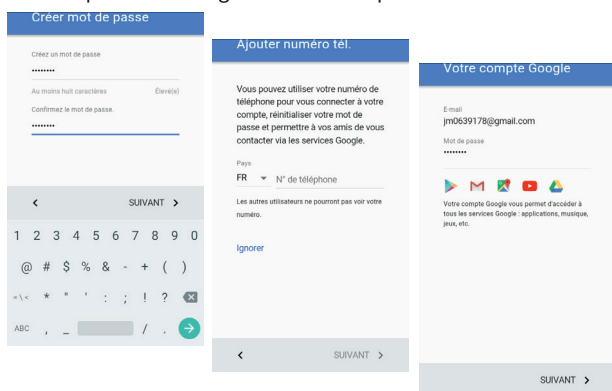 Créer mot de passe
Créez un mot de passe
••••••••
Au moins huit caractères Élevé(e)
Confirmez le mot de passe.
••••••••
SUIVANT
1 2 3 4 5 6 7 8 9 0
@ # $ % & - + ( )
= \ < * " ' : ; ! ?
ABC , _ / .
Ajouter numéro tél.
Vous pouvez utiliser votre numéro de
téléphone pour vous connecter à votre
compte, réinitialiser votre mot de
passe et permettre à vos amis de vous
contacter via les services Google.
Pays
FR N° de téléphone
Les autres utilisateurs ne pourront pas voir votre
numéro.
Ignorer
SUIVANT
Votre compte Google
E-mail
jm0639178@gmail.com
Mot de passe
••••••••
Votre compte Google vous permet d'accéder à
tous les services Google : applications, musique,
jeux, etc.
SUIVANT